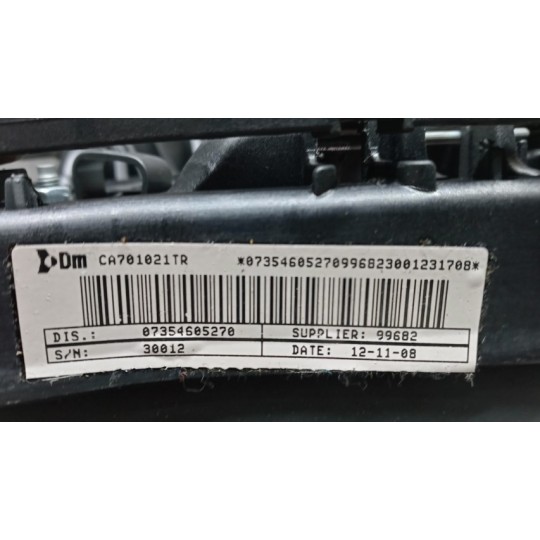 Dm CA701021TR *07354605270996823001231708*
DIS.: 07354605270 SUPPLIER: 99682
S/N: 30012 DATE: 12-11-08